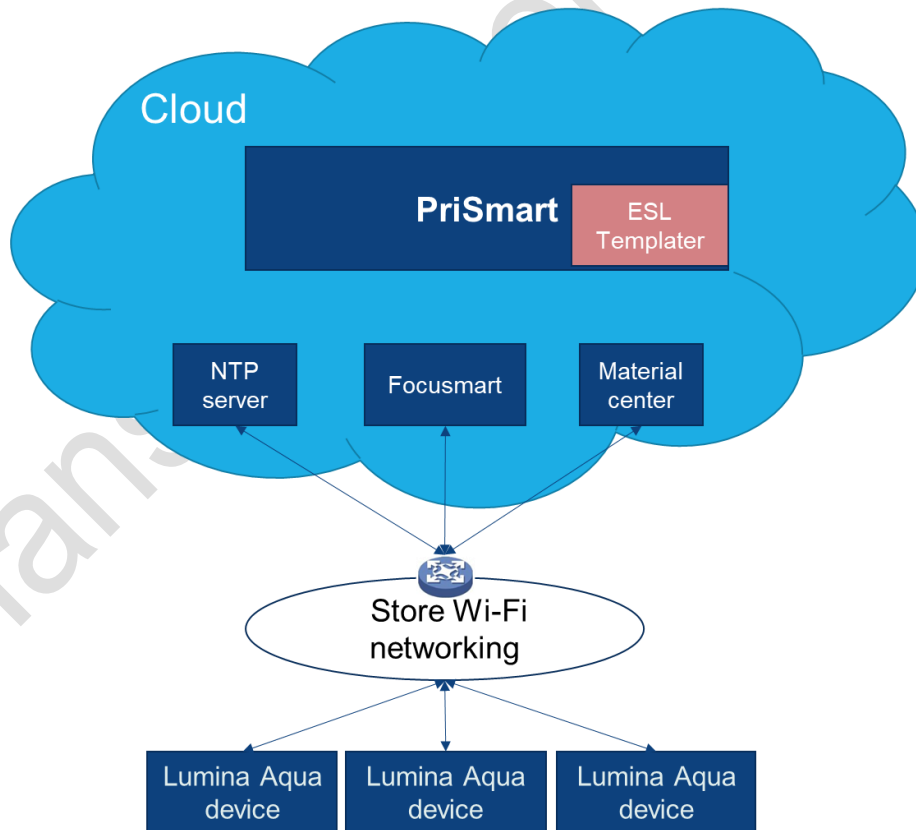 Cloud
PriSmart
ESL
Templater
NTP
server
Focusmart
Material
center
Store Wi-Fi
networking
Lumina Aqua
device
Lumina Aqua
device
Lumina Aqua
device